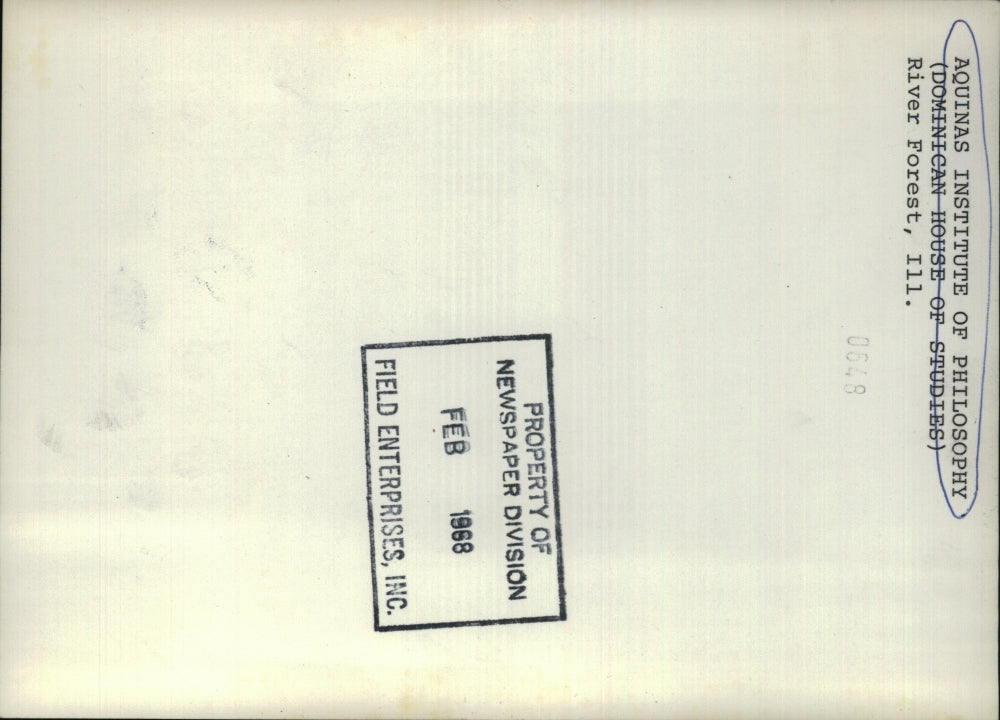 AQUINAS INSTITUTE OF PHILOSOPHY
(DOMINICAN HOUSE OF STUDIES)
River Forest, Ill.
0648
PROPERTY OF
NEWSPAPER DIVISION
FEB 1968
FIELD ENTERPRISES, INC.